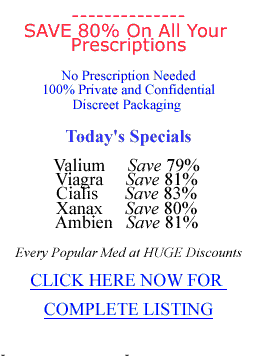 --------------
SAVE 80% On All Your
Prescriptions
No Prescription Needed
100% Private and Confidential
Discreet Packaging
Today's Specials
Valium Save 79%
Viagra Save 81%
Cialis Save 83%
Xanax Save 80%
Ambien Save 81%
Every Popular Med at HUGE Discounts
CLICK HERE NOW FOR
COMPLETE LISTING